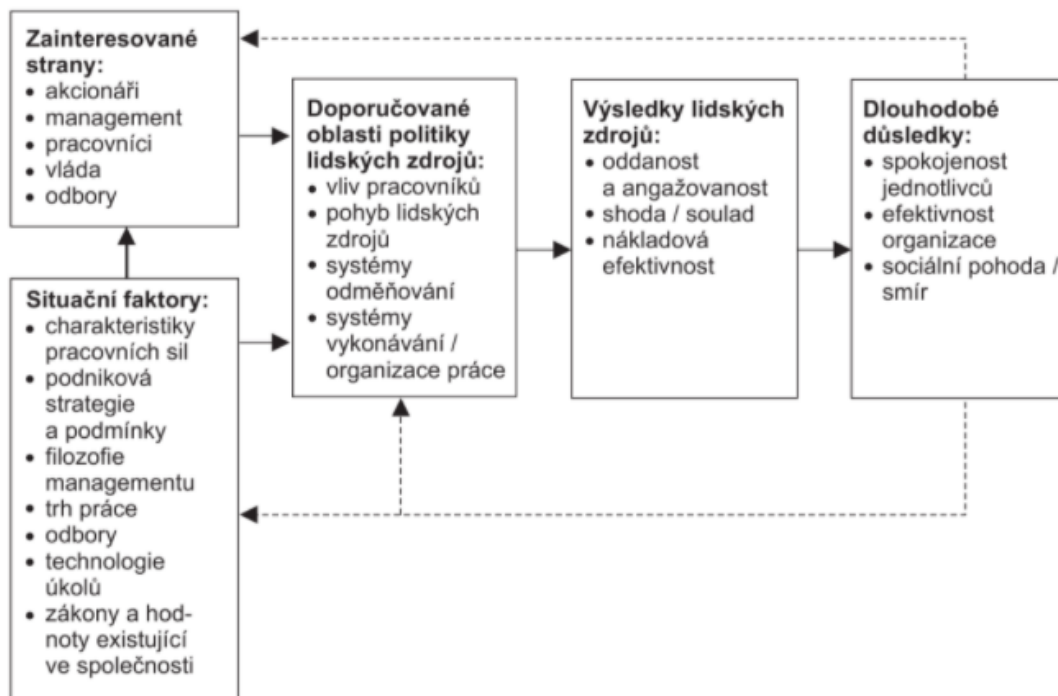 Zainteresované
strany:
• akcionáři
• management
• pracovníci
• vláda
• odbory
Situační faktory:
• charakteristiky
pracovních sil
• podniková
strategie
a podmínky
• filozofie
managementu
• trh práce
• odbory
• technologie
úkolů
• zákony a hod-
noty existující
ve společnosti
Doporučované
oblasti politiky
lidských zdrojů:
• vliv pracovníků
• pohyb lidských
zdrojů
• systémy
odměňování
• systémy
vykonávání /
organizace práce
Výsledky lidských
zdrojů:
• oddanost
a angažovanost
• shoda / soulad
• nákladová
efektivnost
Dlouhodobé
důsledky:
• spokojenost
jednotlivců
• efektivnost
organizace
• sociální pohoda /
smír